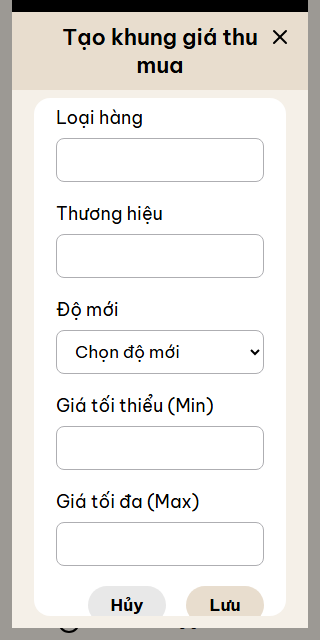 Tạo khung giá thu
mua
Loại hàng
Thương hiệu
Độ mới
Chọn độ mới
Giá tối thiểu (Min)
Giá tối đa (Max)
Hủy Lưu